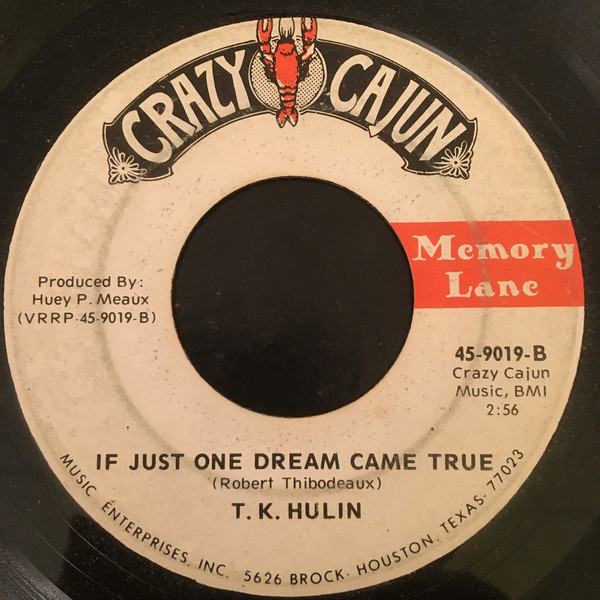 CRAZY CAJUN
Memory
Lane
Produced By:
Huey P. Meaux
(VRRP-45-9019-B)
45-9019-B
Crazy Cajun
Music, BMI
2:56
IF JUST ONE DREAM CAME TRUE
(Robert Thibodeaux)
T. K. HULIN
MUSIC ENTERPRISES, INC. 5626 BROCK- HOUSTON, TEXAS- 77023